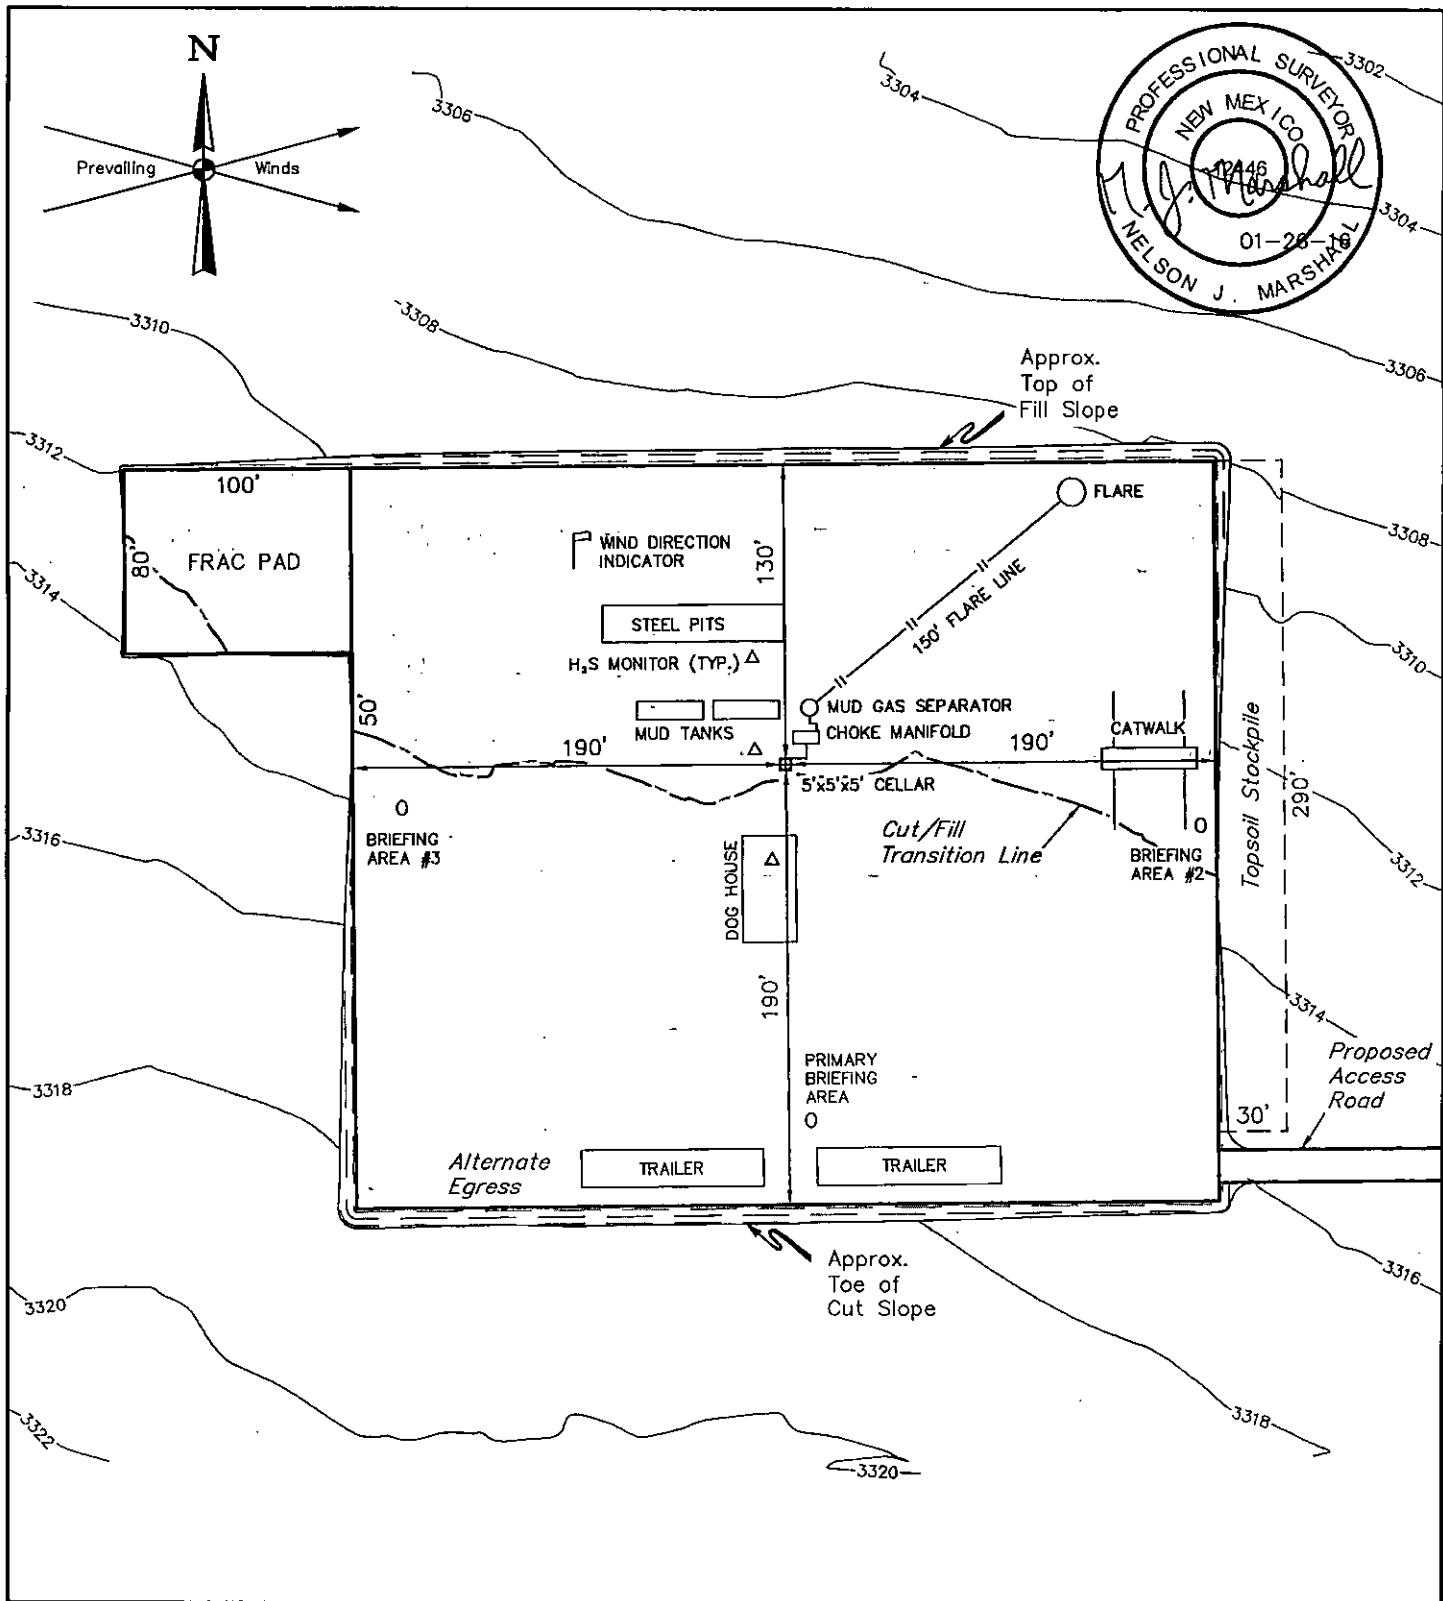 N
Prevailing Winds
3306
3304
3302
PROFESSIONAL SURVEYOR
NEW MEXICO
12446
N. J. Marshall
01-26-16
NELSON J. MARSHALL
3304
3310
3308
3306
Approx.
Top of
Fill Slope
3312
100'
FLARE
3308
80'
FRAC PAD
WIND DIRECTION
INDICATOR
130'
3314
STEEL PITS
150' FLARE LINE
H₂S MONITOR (TYP.)
3310
50'
MUD GAS SEPARATOR
MUD TANKS
CHOKE MANIFOLD
CATWALK
190'
190'
5'x5'x5' CELLAR
Topsoil Stockpile
290'
3316
BRIEFING
AREA #3
Cut/Fill
Transition Line
BRIEFING
AREA #2
3312
DOG HOUSE
190'
3314
Proposed
Access
Road
PRIMARY
BRIEFING
AREA
3318
30'
Alternate
Egress
TRAILER
TRAILER
Approx.
Toe of
Cut Slope
3316
3320
3322
3318
3320